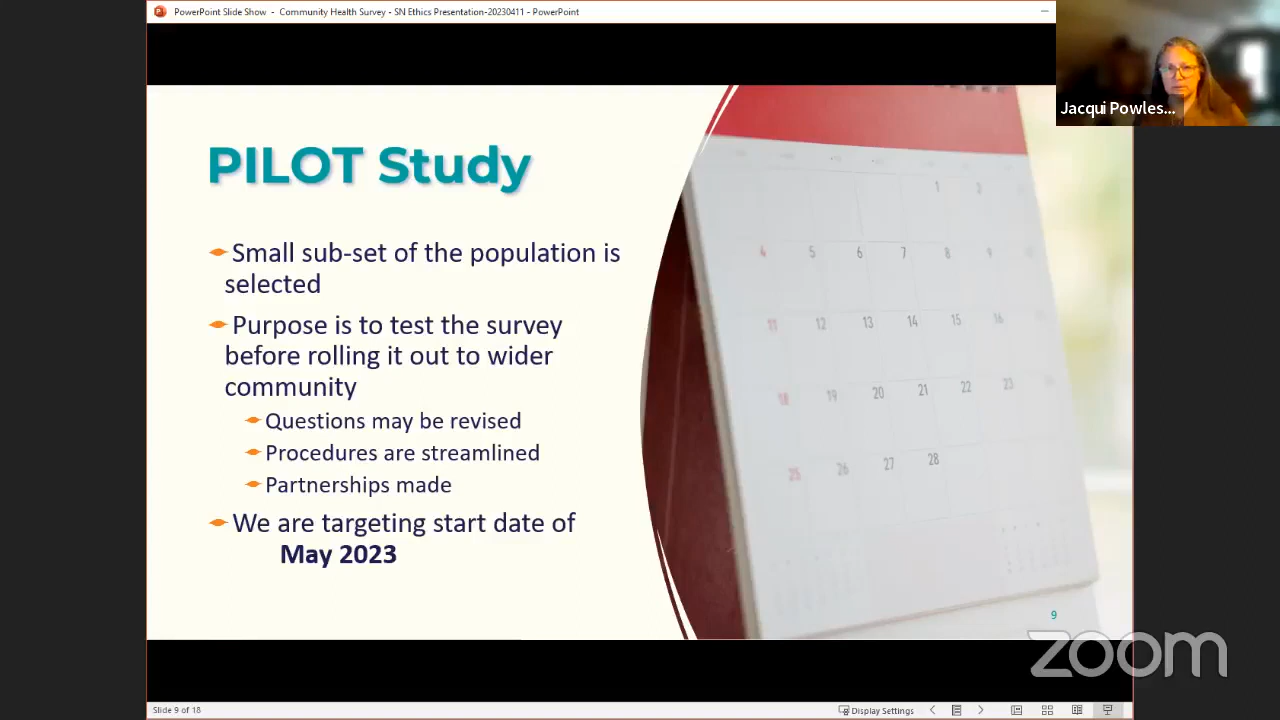 PowerPoint Slide Show - Community Health Survey - SN Ethics Presentation-20230411 - PowerPoint
Jacqui Powles...
PILOT Study
Small sub-set of the population is
selected
Purpose is to test the survey
before rolling it out to wider
community
Questions may be revised
Procedures are streamlined
Partnerships made
We are targeting start date of
May 2023
1 2
4 5 6 7 8 9
11 12 13 14 15 16
18 19 20 21 22 23
25 26 27 28
9
zoom
Slide 9 of 18
Display Settings